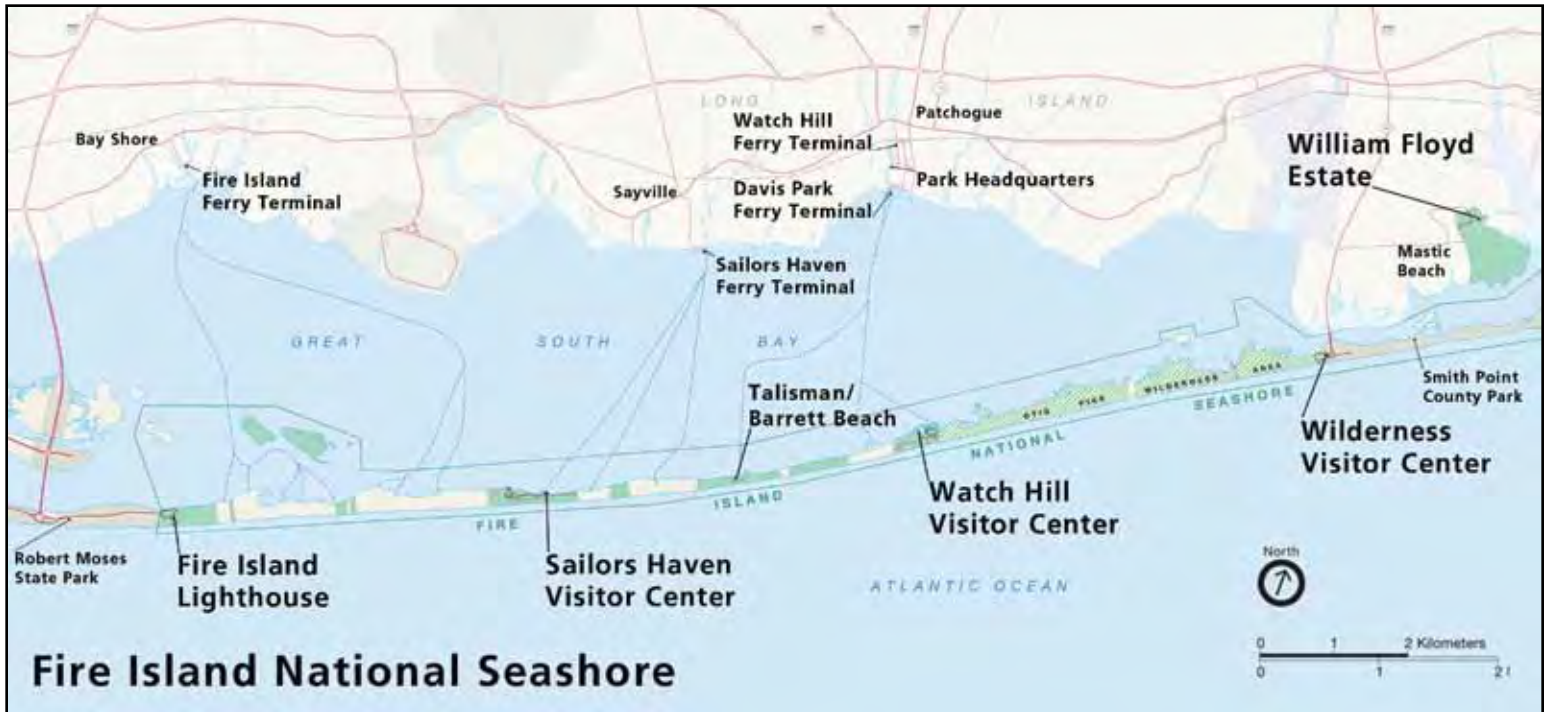 LONG ISLAND
Bay Shore
Fire Island
Ferry Terminal
Sayville
Watch Hill
Ferry Terminal
Patchogue
Davis Park
Ferry Terminal
Park Headquarters
William Floyd
Estate
Mastic
Beach
Sailors Haven
Ferry Terminal
GREAT SOUTH BAY
Talisman/
Barrett Beach
OTIS PIKE WILDERNESS AREA
Smith Point
County Park
FIRE ISLAND NATIONAL SEASHORE
Wilderness
Visitor Center
Watch Hill
Visitor Center
Robert Moses
State Park
Fire Island
Lighthouse
Sailors Haven
Visitor Center
ATLANTIC OCEAN
North
0 1 2 Kilometers
0 1 2
Fire Island National Seashore